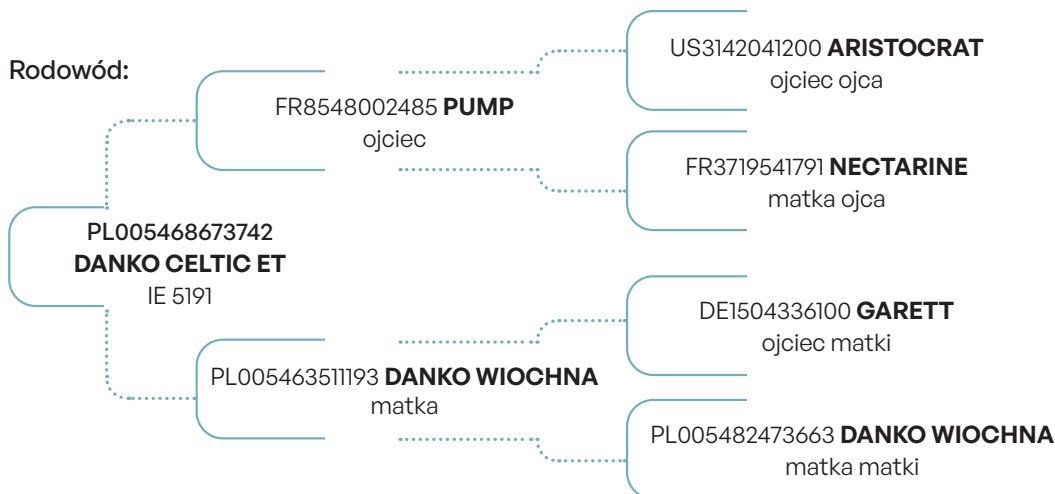 Rodowód:
FR8548002485 PUMP
ojciec
US3142041200 ARISTOCRAT
ojciec ojca
FR3719541791 NECTARINE
matka ojca
PL005468673742
DANKO CELTIC ET
IE 5191
PL005463511193 DANKO WIOCHNA
matka
DE1504336100 GARETT
ojciec matki
PL005482473663 DANKO WIOCHNA
matka matki